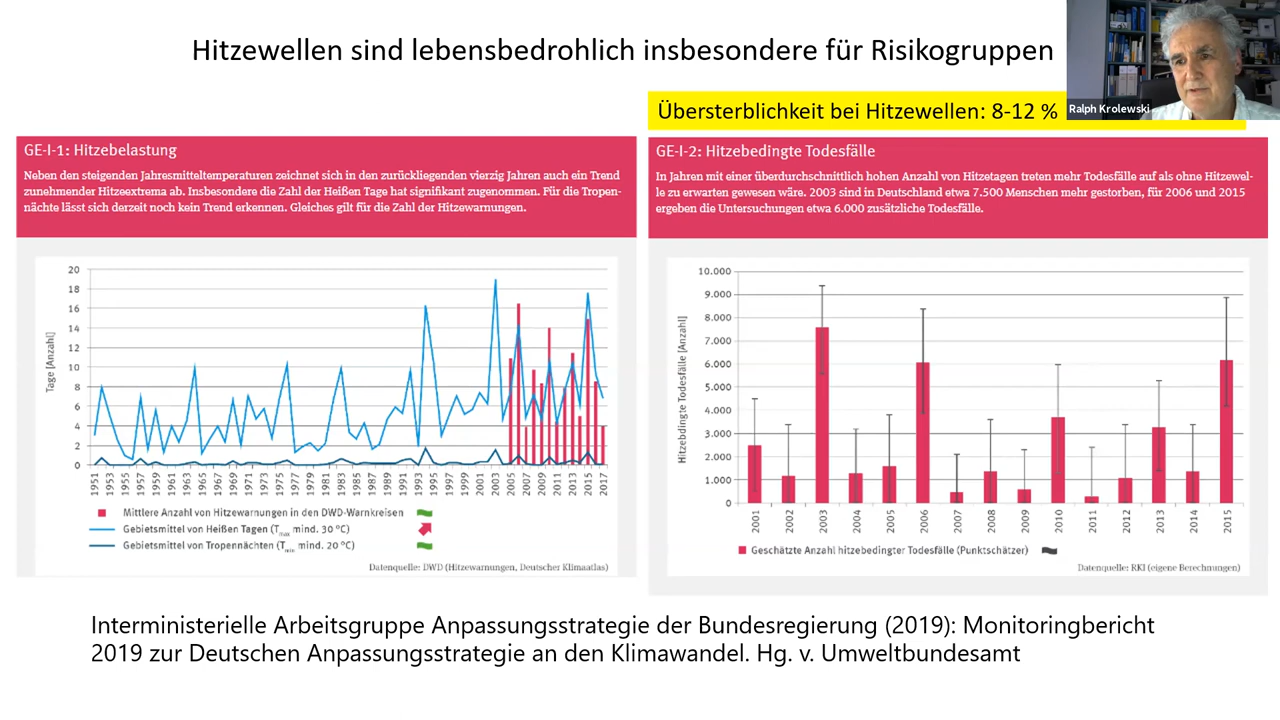 Hitzewellen sind lebensbedrohlich insbesondere für Risikogruppen
Ralph Krolewski
Übersterblichkeit bei Hitzewellen: 8-12 %
GE-I-1: Hitzebelastung
Neben den steigenden Jahresmitteltemperaturen zeichnet sich in den zurückliegenden vierzig Jahren auch ein Trend
zunehmender Hitzeextrema ab. Insbesondere die Zahl der Heißen Tage hat signifikant zugenommen. Für die Tropen-
nächte lässt sich derzeit noch kein Trend erkennen. Gleiches gilt für die Zahl der Hitzewarnungen.
Tage [Anzahl]
20
18
16
14
12
10
8
6
4
2
0
1951 1953 1955 1957 1959 1961 1963 1965 1967 1969 1971 1973 1975 1977 1979 1981 1983 1985 1987 1989 1991 1993 1995 1997 1999 2001 2003 2005 2007 2009 2011 2013 2015 2017
Mittlere Anzahl von Hitzewarnungen in den DWD-Warnkreisen
Gebietsmittel von Heißen Tagen (Tmax mind. 30 °C)
Gebietsmittel von Tropennächten (Tmin mind. 20 °C)
Datenquelle: DWD (Hitzewarnungen, Deutscher Klimaatlas)
GE-I-2: Hitzebedingte Todesfälle
In Jahren mit einer überdurchschnittlich hohen Anzahl von Hitzetagen treten mehr Todesfälle auf als ohne Hitzewel-
le zu erwarten gewesen wäre. 2003 sind in Deutschland etwa 7.500 Menschen mehr gestorben, für 2006 und 2015
ergeben die Untersuchungen etwa 6.000 zusätzliche Todesfälle.
Hitzebdingte Todesfälle [Anzahl]
10.000
9.000
8.000
7.000
6.000
5.000
4.000
3.000
2.000
1.000
0
2001 2002 2003 2004 2005 2006 2007 2008 2009 2010 2011 2012 2013 2014 2015
Geschätzte Anzahl hitzebedingter Todesfälle (Punktschätzer)
Datenquelle: RKI (eigene Berechnungen)
Interministerielle Arbeitsgruppe Anpassungsstrategie der Bundesregierung (2019): Monitoringbericht
2019 zur Deutschen Anpassungsstrategie an den Klimawandel. Hg. v. Umweltbundesamt